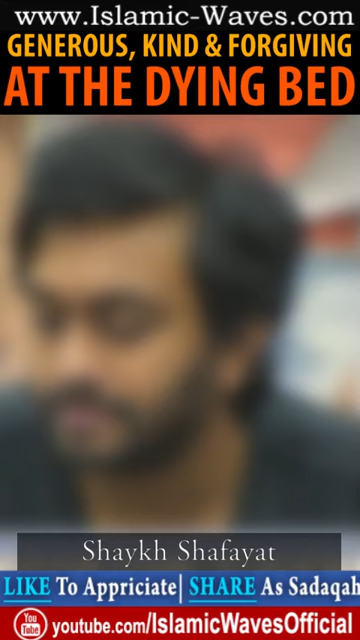 www.Islamic-Waves.com
GENEROUS, KIND & FORGIVING
AT THE DYING BED
Shaykh Shafayat
LIKE To Appriciate| SHARE As Sadaqah
You Tube youtube.com/IslamicWavesOfficial